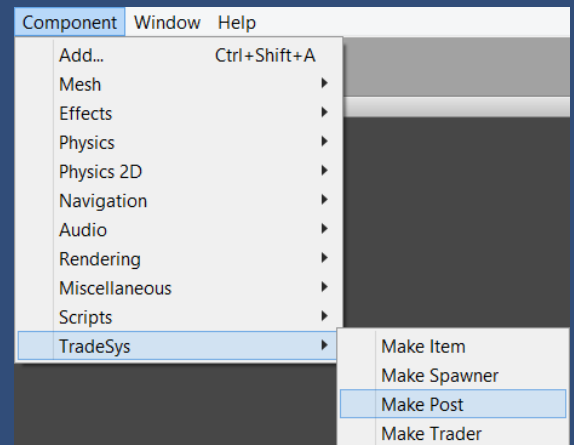 Component Window Help
Add... Ctrl+Shift+A
Mesh
Effects
Physics
Physics 2D
Navigation
Audio
Rendering
Miscellaneous
Scripts
TradeSys
Make Item
Make Spawner
Make Post
Make Trader